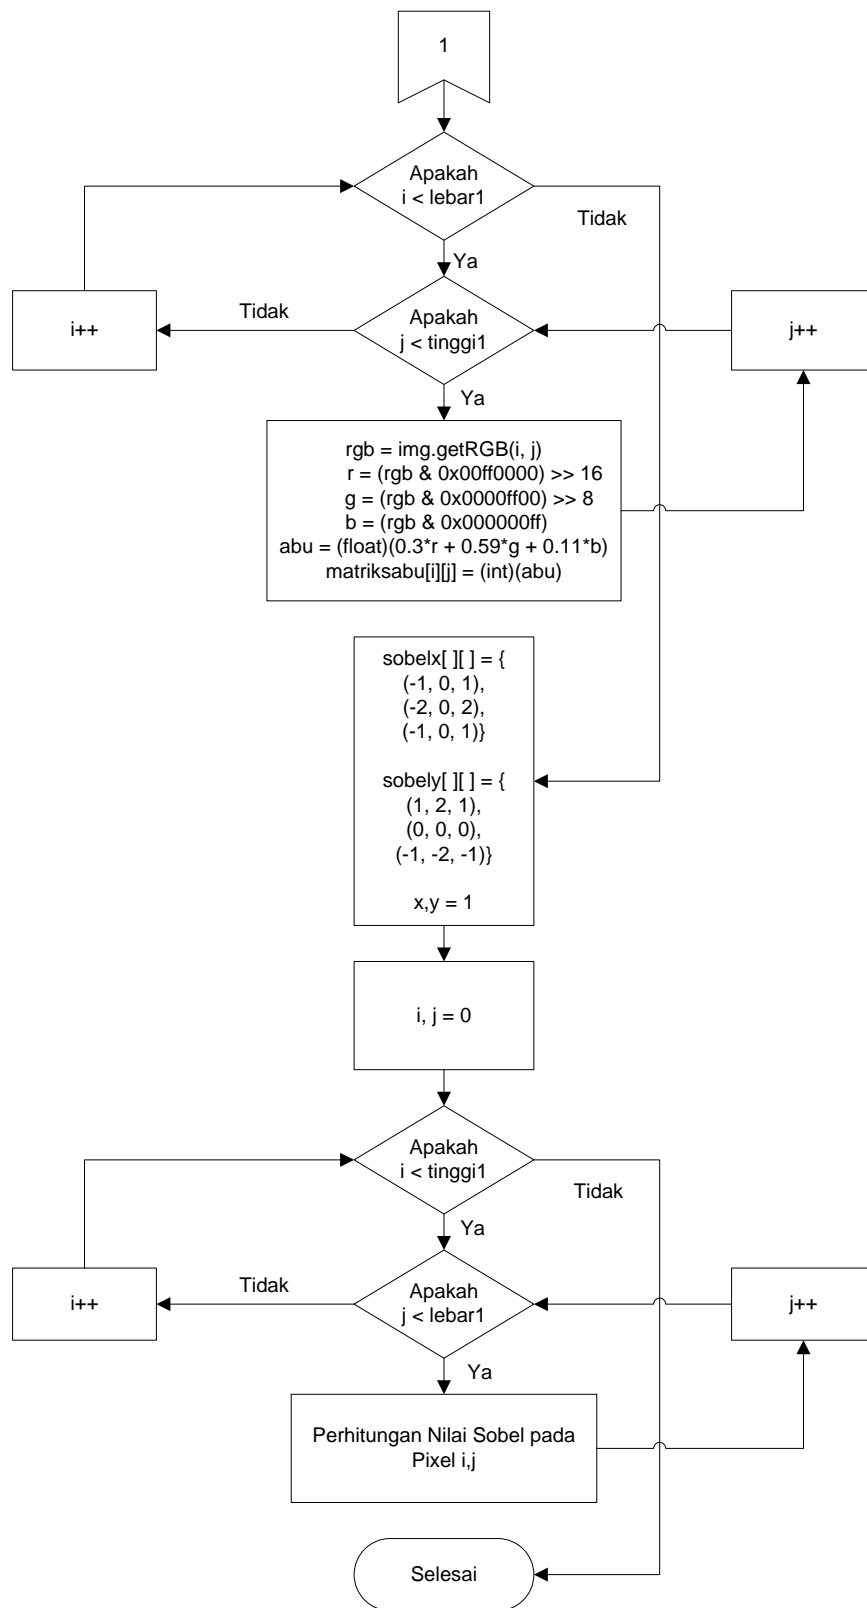 1
Apakah
i < lebar1
Tidak
Ya
i++
Tidak
Apakah
j < tinggi1
j++
Ya
rgb = img.getRGB(i, j)
r = (rgb & 0x00ff0000) >> 16
g = (rgb & 0x0000ff00) >> 8
b = (rgb & 0x000000ff)
abu = (float)(0.3*r + 0.59*g + 0.11*b)
matriksabu[i][j] = (int)(abu)
sobelx[ ][ ] = {
(-1, 0, 1),
(-2, 0, 2),
(-1, 0, 1)}
sobely[ ][ ] = {
(1, 2, 1),
(0, 0, 0),
(-1, -2, -1)}
x,y = 1
i, j = 0
Apakah
i < tinggi1
Tidak
Ya
i++
Tidak
Apakah
j < lebar1
j++
Ya
Perhitungan Nilai Sobel pada
Pixel i,j
Selesai